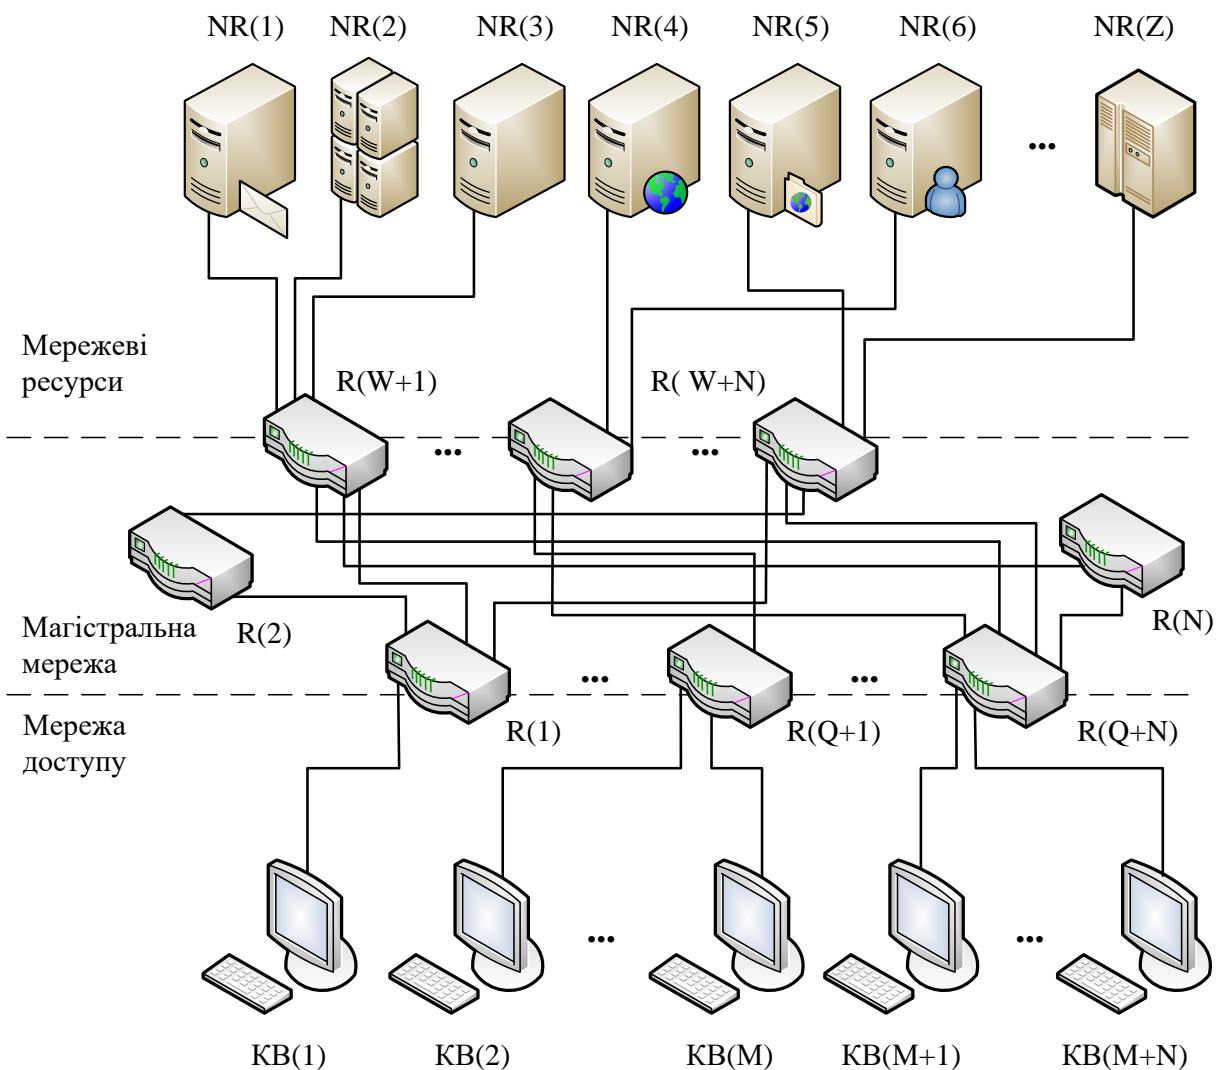 NR(1) NR(2) NR(3) NR(4) NR(5) NR(6) NR(Z)
...
Мережеві
ресурси
R(W+1) R( W+N)
... ...
R(2) R(N)
Магістральна
мережа
... ...
R(1) R(Q+1) R(Q+N)
Мережа
доступу
... ...
КВ(1) КВ(2) КВ(М) КВ(М+1) КВ(М+N)